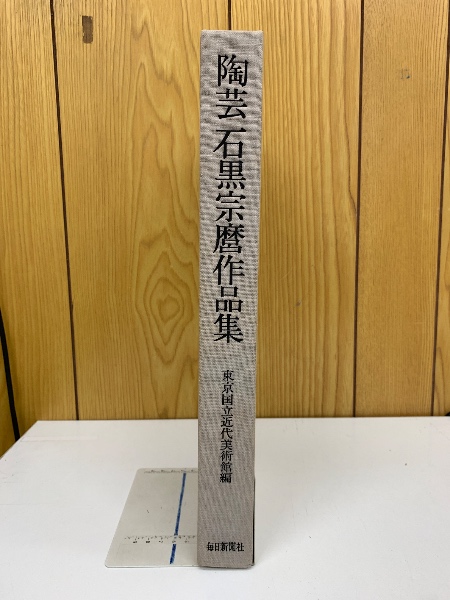 陶芸 石黒宗麿作品集
東京国立近代美術館編
毎日新聞社